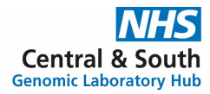 NHS
Central & South
Genomic Laboratory Hub